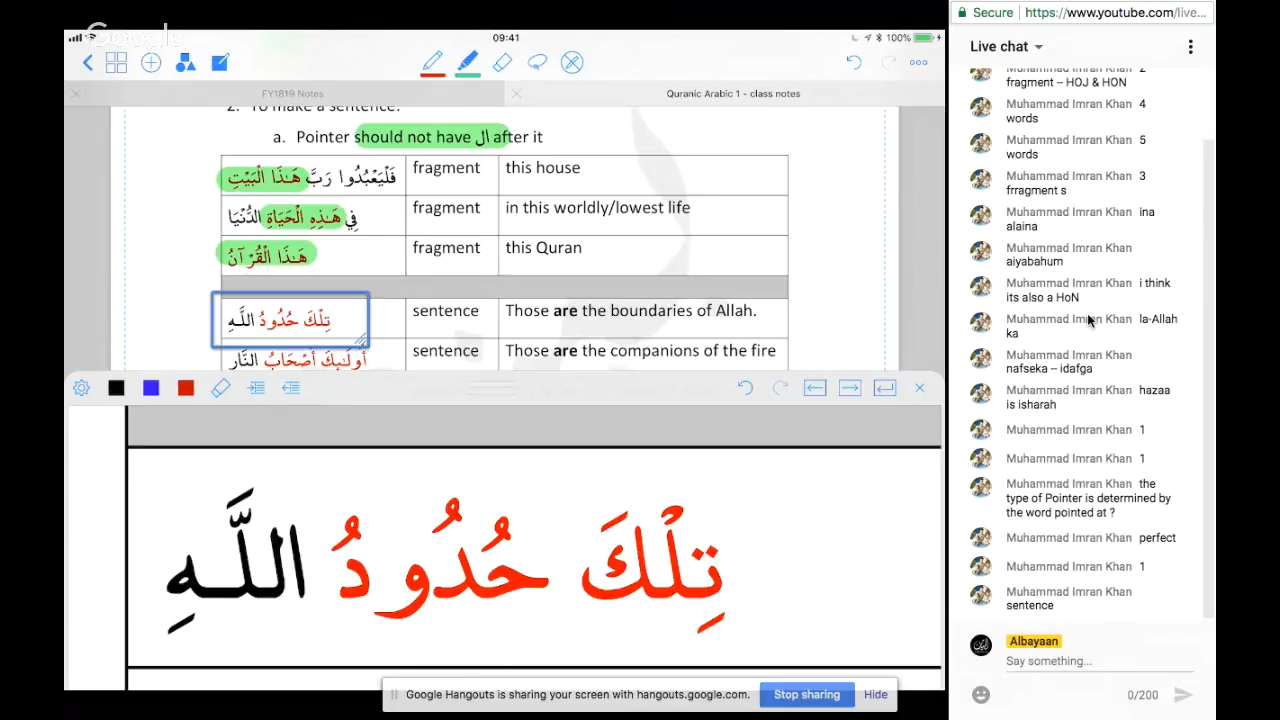 Google
09:41
100%
FY1819 Notes
Quranic Arabic 1 - class notes
2. To make a sentence:
a. Pointer should not have ال after it
فَلْيَعْبُدُوا رَبَّ هَـٰذَا الْبَيْتِ fragment this house
فِي هَـٰذِهِ الْحَيَاةِ الدُّنْيَا fragment in this worldly/lowest life
هَـٰذَا الْقُرْآنُ fragment this Quran
تِلْكَ حُدُودُ اللَّـهِ sentence Those are the boundaries of Allah.
أُولَـٰئِكَ أَصْحَابُ النَّارِ sentence Those are the companions of the fire
تِلْكَ حُدُودُ اللَّـهِ
Google Hangouts is sharing your screen with hangouts.google.com.
Stop sharing
Hide
Secure
https://www.youtube.com/live...
Live chat
Muhammad Imran Khan 2
fragment -- HOJ & HON
Muhammad Imran Khan 4
words
Muhammad Imran Khan 5
words
Muhammad Imran Khan 3
frragment s
Muhammad Imran Khan ina
alaina
Muhammad Imran Khan
aiyabahum
Muhammad Imran Khan i think
its also a HoN
Muhammad Imran Khan la-Allah
ka
Muhammad Imran Khan
nafseka -- idafga
Muhammad Imran Khan hazaa
is isharah
Muhammad Imran Khan 1
Muhammad Imran Khan 1
Muhammad Imran Khan the
type of Pointer is determined by
the word pointed at ?
Muhammad Imran Khan perfect
Muhammad Imran Khan 1
Muhammad Imran Khan
sentence
Albayaan
Say something...
0/200